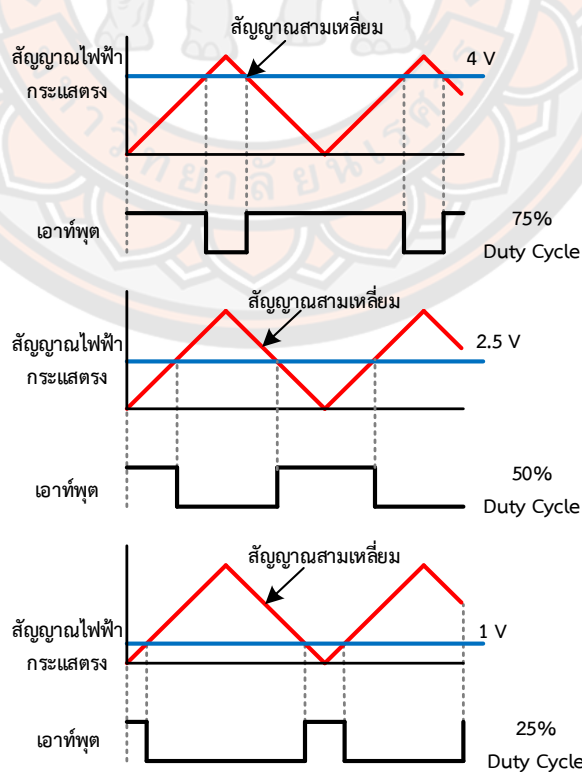 สัญญาณสามเหลี่ยม
สัญญาณไฟฟ้า
กระแสตรง
4 V
เอาท์พุต
75%
Duty Cycle
สัญญาณสามเหลี่ยม
สัญญาณไฟฟ้า
กระแสตรง
2.5 V
เอาท์พุต
50%
Duty Cycle
สัญญาณสามเหลี่ยม
สัญญาณไฟฟ้า
กระแสตรง
1 V
เอาท์พุต
25%
Duty Cycle